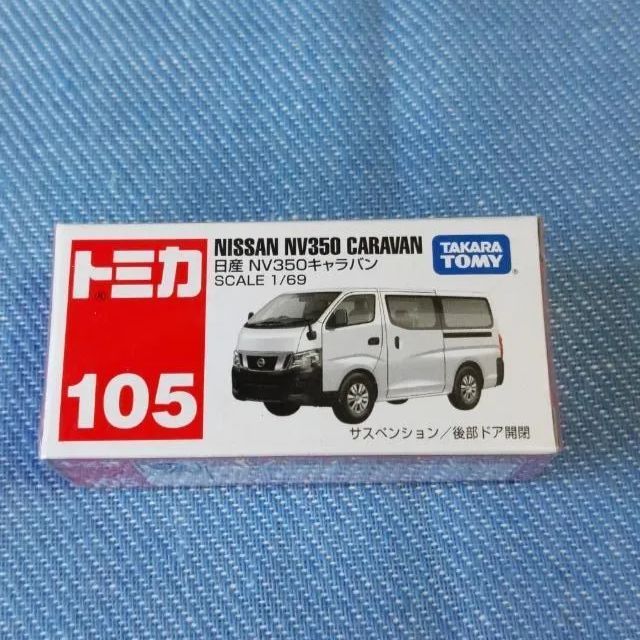 トミカ
105
NISSAN NV350 CARAVAN
日産 NV350キャラバン
SCALE 1/69
TAKARA
TOMY
サスペンション/後部ドア開閉